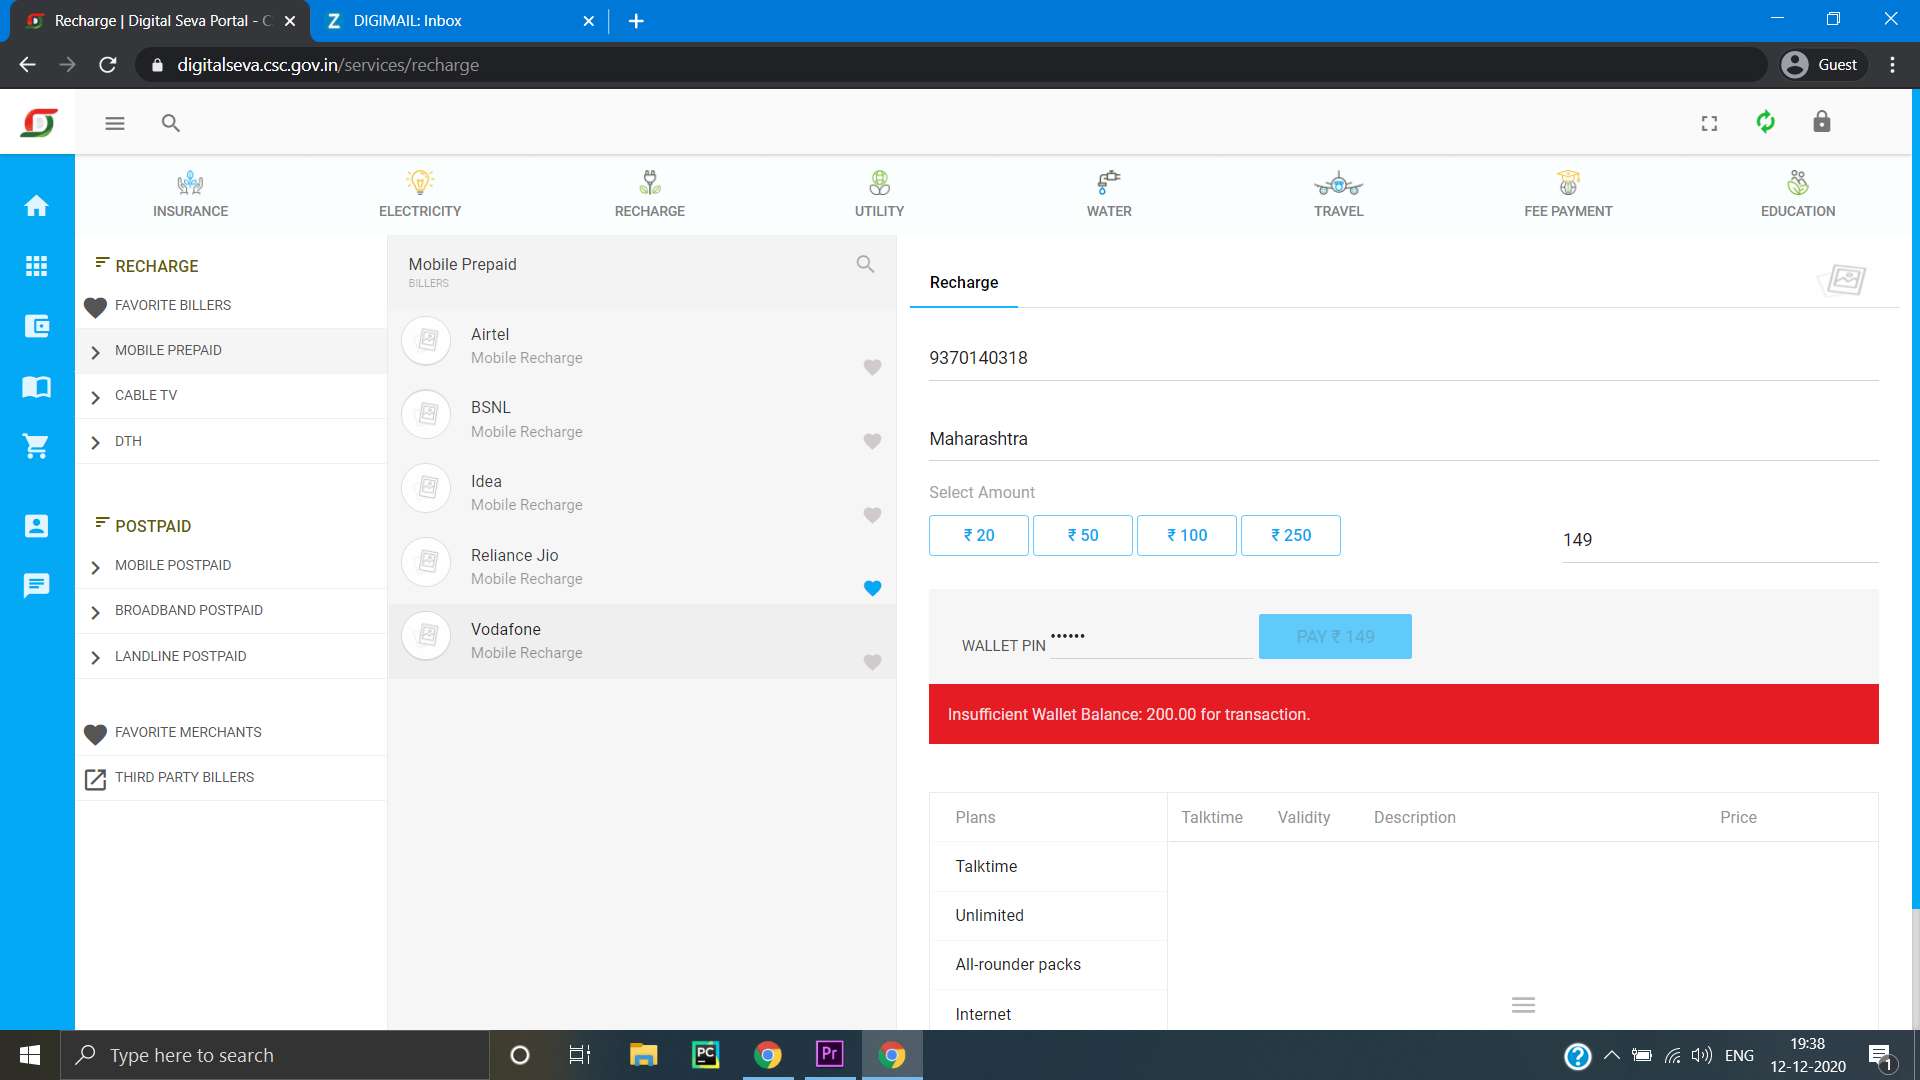 Recharge | Digital Seva Portal - C
DIGIMAIL: Inbox
digitalseva.csc.gov.in/services/recharge
Guest
INSURANCE
ELECTRICITY
RECHARGE
UTILITY
WATER
TRAVEL
FEE PAYMENT
EDUCATION
RECHARGE
FAVORITE BILLERS
MOBILE PREPAID
CABLE TV
DTH
POSTPAID
MOBILE POSTPAID
BROADBAND POSTPAID
LANDLINE POSTPAID
FAVORITE MERCHANTS
THIRD PARTY BILLERS
Mobile Prepaid
BILLERS
Airtel
Mobile Recharge
BSNL
Mobile Recharge
Idea
Mobile Recharge
Reliance Jio
Mobile Recharge
Vodafone
Mobile Recharge
Recharge
9370140318
Maharashtra
Select Amount
₹ 20 ₹ 50 ₹ 100 ₹ 250
149
WALLET PIN •••••• PAY ₹ 149
Insufficient Wallet Balance: 200.00 for transaction.
Plans
Talktime
Unlimited
All-rounder packs
Internet
Talktime Validity Description Price
Type here to search
PC
Pr
ENG
19:38
12-12-2020
1